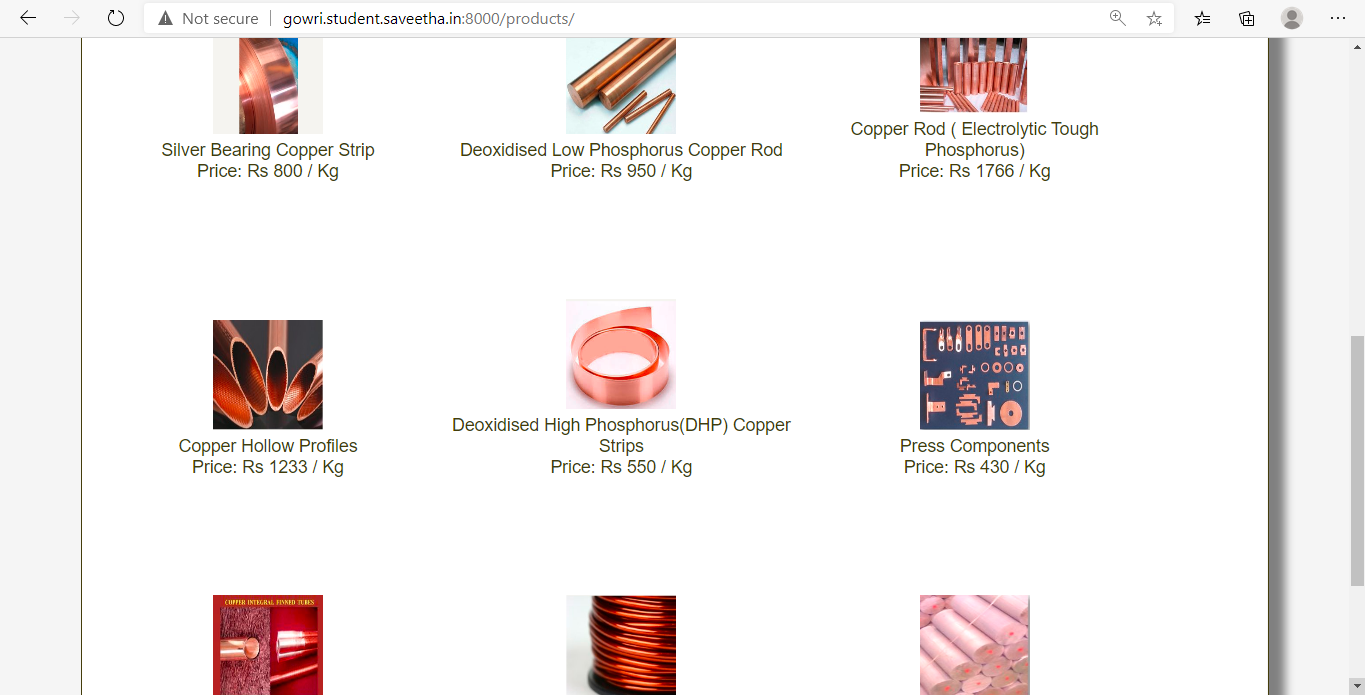 Not secure
gowri.student.saveetha.in:8000/products/
Silver Bearing Copper Strip
Price: Rs 800 / Kg
Deoxidised Low Phosphorus Copper Rod
Price: Rs 950 / Kg
Copper Rod ( Electrolytic Tough
Phosphorus)
Price: Rs 1766 / Kg
Copper Hollow Profiles
Price: Rs 1233 / Kg
Deoxidised High Phosphorus(DHP) Copper
Strips
Price: Rs 550 / Kg
Press Components
Price: Rs 430 / Kg
COPPER INTEGRAL FINNED TUBES